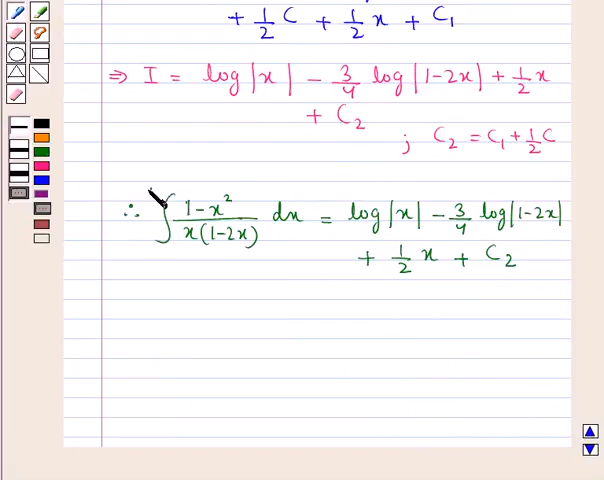 + 1/2 C + 1/2 x + C₁
⇒ I = log|x| − 3/4 log|1−2x| + 1/2 x
+ C₂
; C₂ = C₁ + 1/2 C
∴ ∫ (1−x²)/(x(1−2x)) dx = log|x| − 3/4 log|1−2x|
+ 1/2 x + C₂